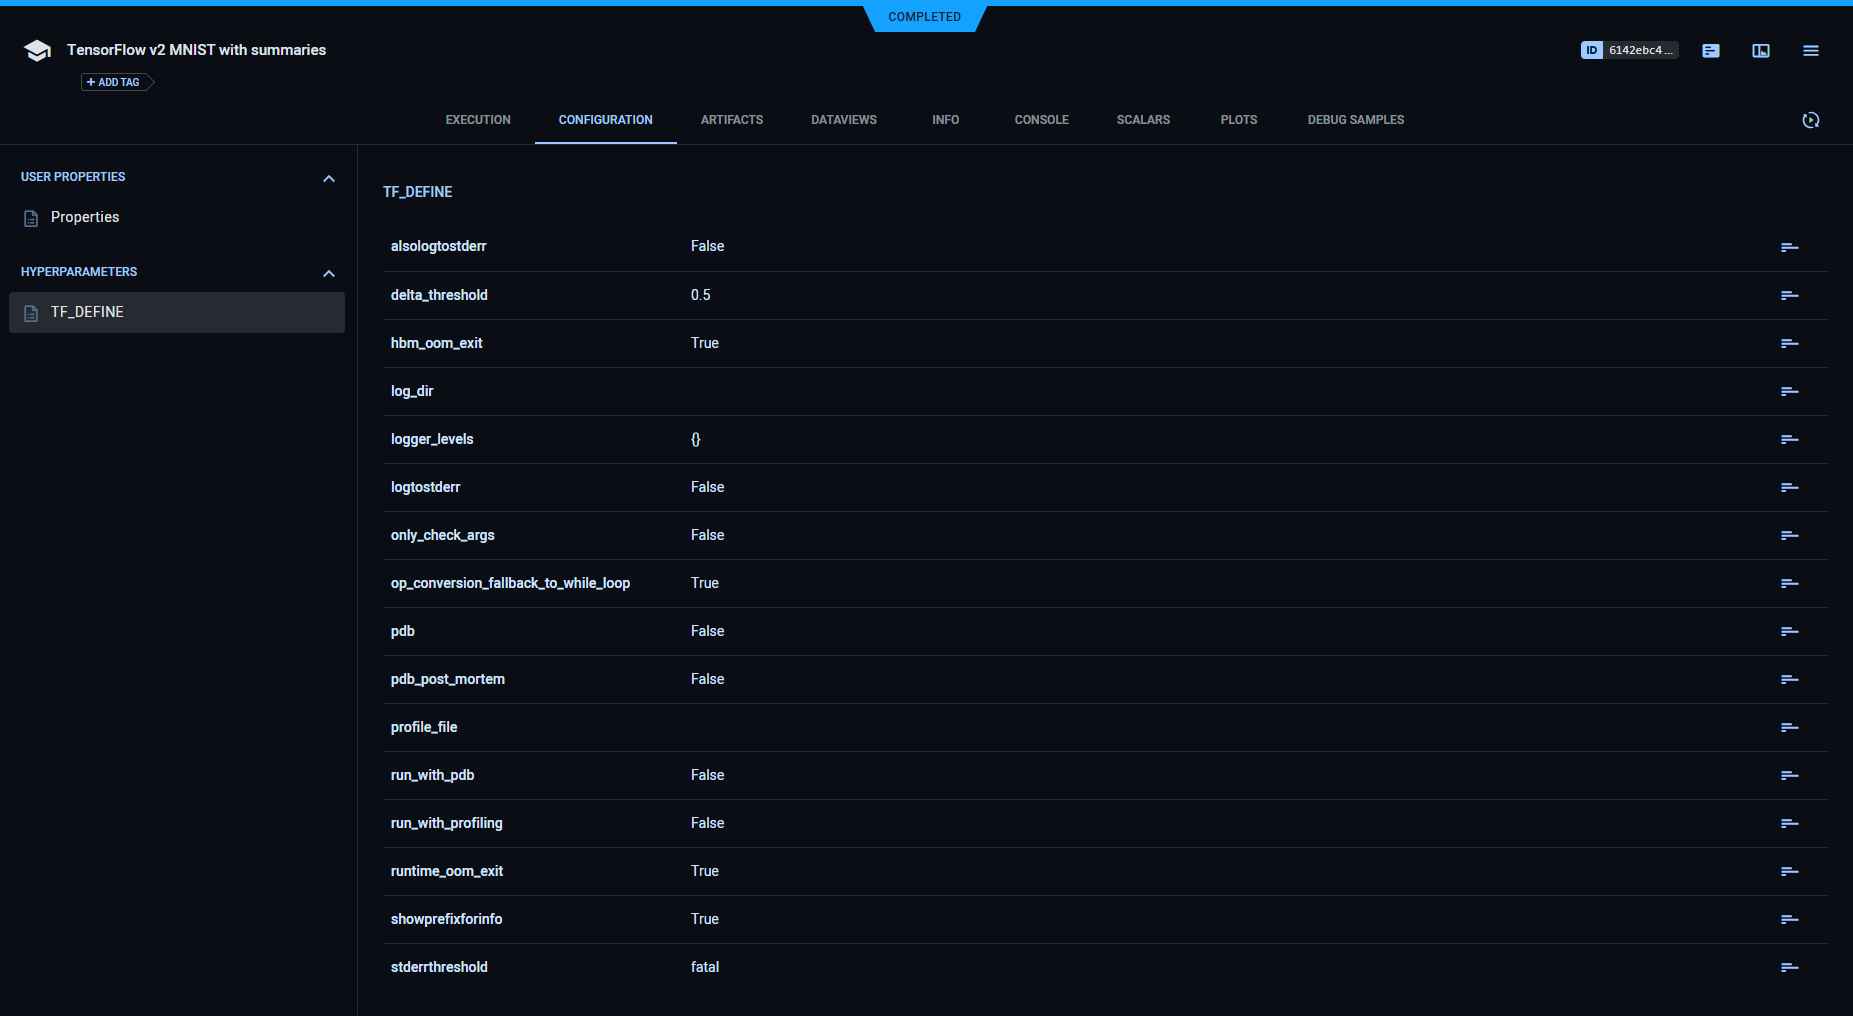 COMPLETED
TensorFlow v2 MNIST with summaries
ID 6142ebc4 ...
+ ADD TAG
EXECUTION CONFIGURATION ARTIFACTS DATAVIEWS INFO CONSOLE SCALARS PLOTS DEBUG SAMPLES
USER PROPERTIES
Properties
HYPERPARAMETERS
TF_DEFINE
TF_DEFINE
alsologtostderr False
delta_threshold 0.5
hbm_oom_exit True
log_dir
logger_levels {}
logtostderr False
only_check_args False
op_conversion_fallback_to_while_loop True
pdb False
pdb_post_mortem False
profile_file
run_with_pdb False
run_with_profiling False
runtime_oom_exit True
showprefixforinfo True
stderrthreshold fatal